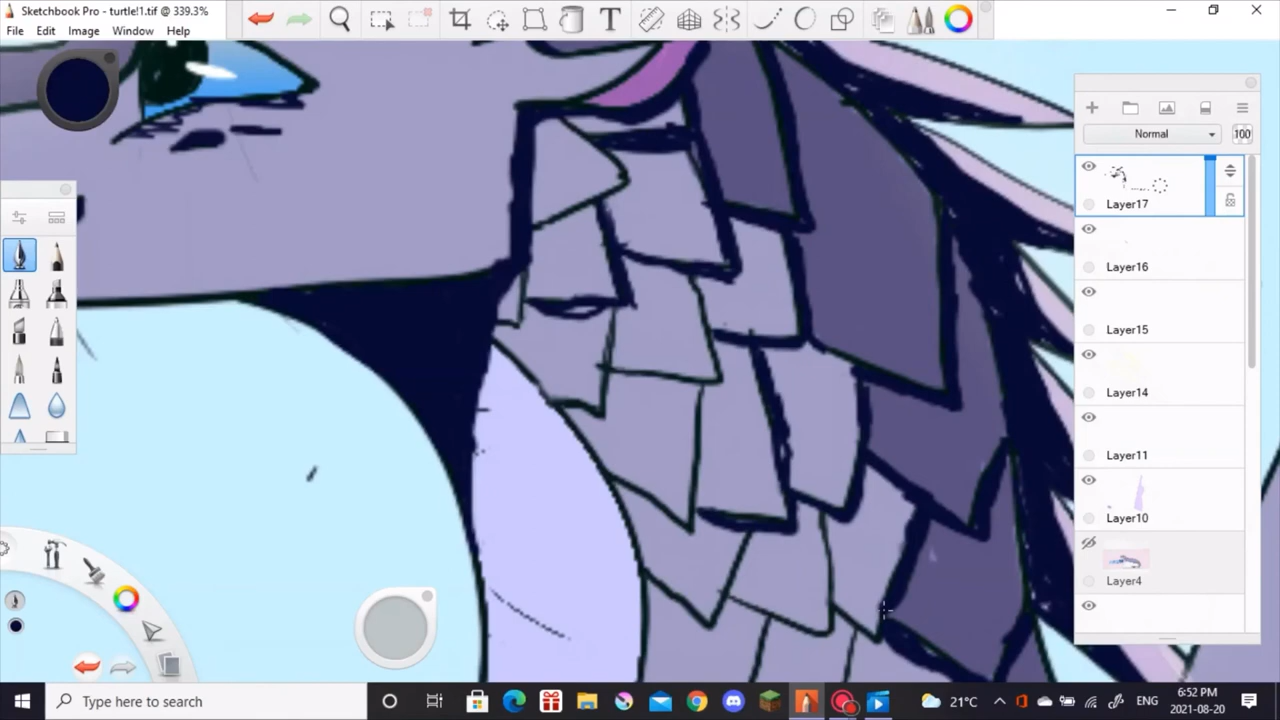 Sketchbook Pro - turtle!1.tif @ 339.3%
File Edit Image Window Help
Normal
100
Layer17
Layer16
Layer15
Layer14
Layer11
Layer10
Layer4
Type here to search
21°C
ENG
6:52 PM
2021-08-20